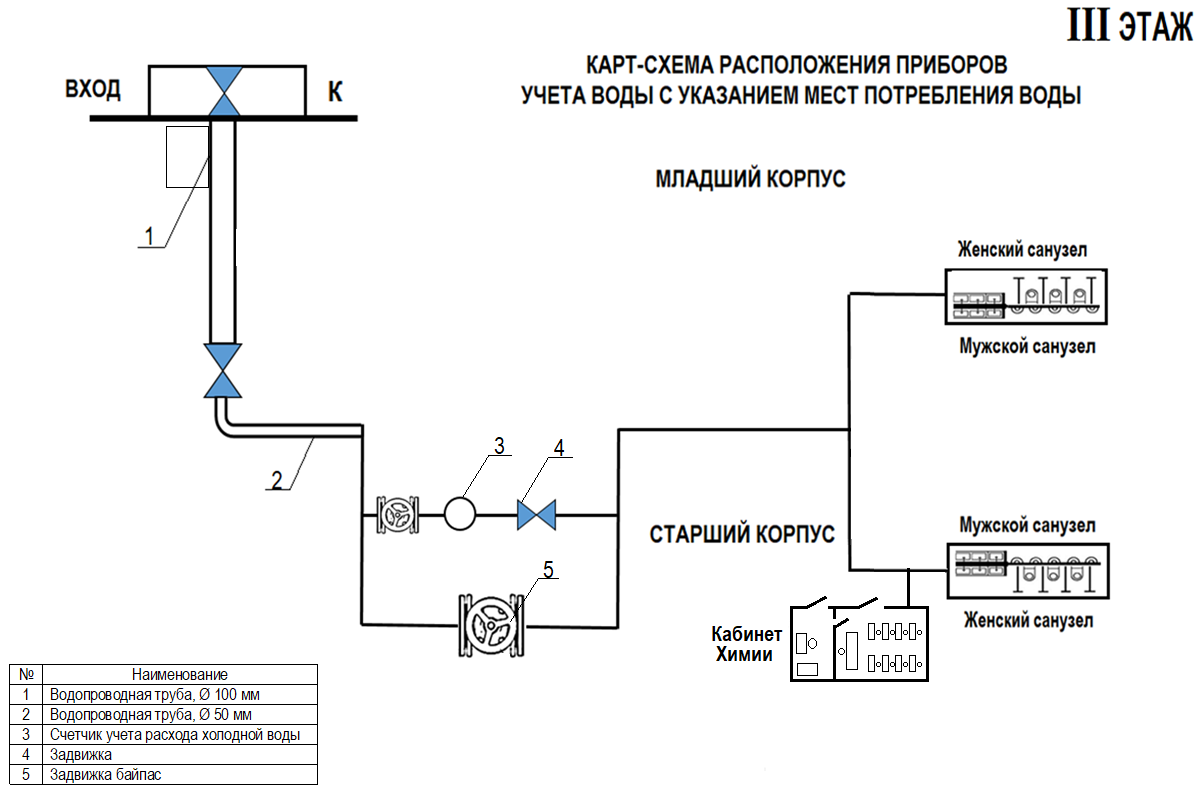 III ЭТАЖ
КАРТ-СХЕМА РАСПОЛОЖЕНИЯ ПРИБОРОВ
УЧЕТА ВОДЫ С УКАЗАНИЕМ МЕСТ ПОТРЕБЛЕНИЯ ВОДЫ
ВХОД
К
МЛАДШИЙ КОРПУС
1
Женский санузел
Мужской санузел
2
3
4
СТАРШИЙ КОРПУС
Мужской санузел
5
Женский санузел
Кабинет
Химии
№ Наименование
1 Водопроводная труба, Ø 100 мм
2 Водопроводная труба, Ø 50 мм
3 Счетчик учета расхода холодной воды
4 Задвижка
5 Задвижка байпас